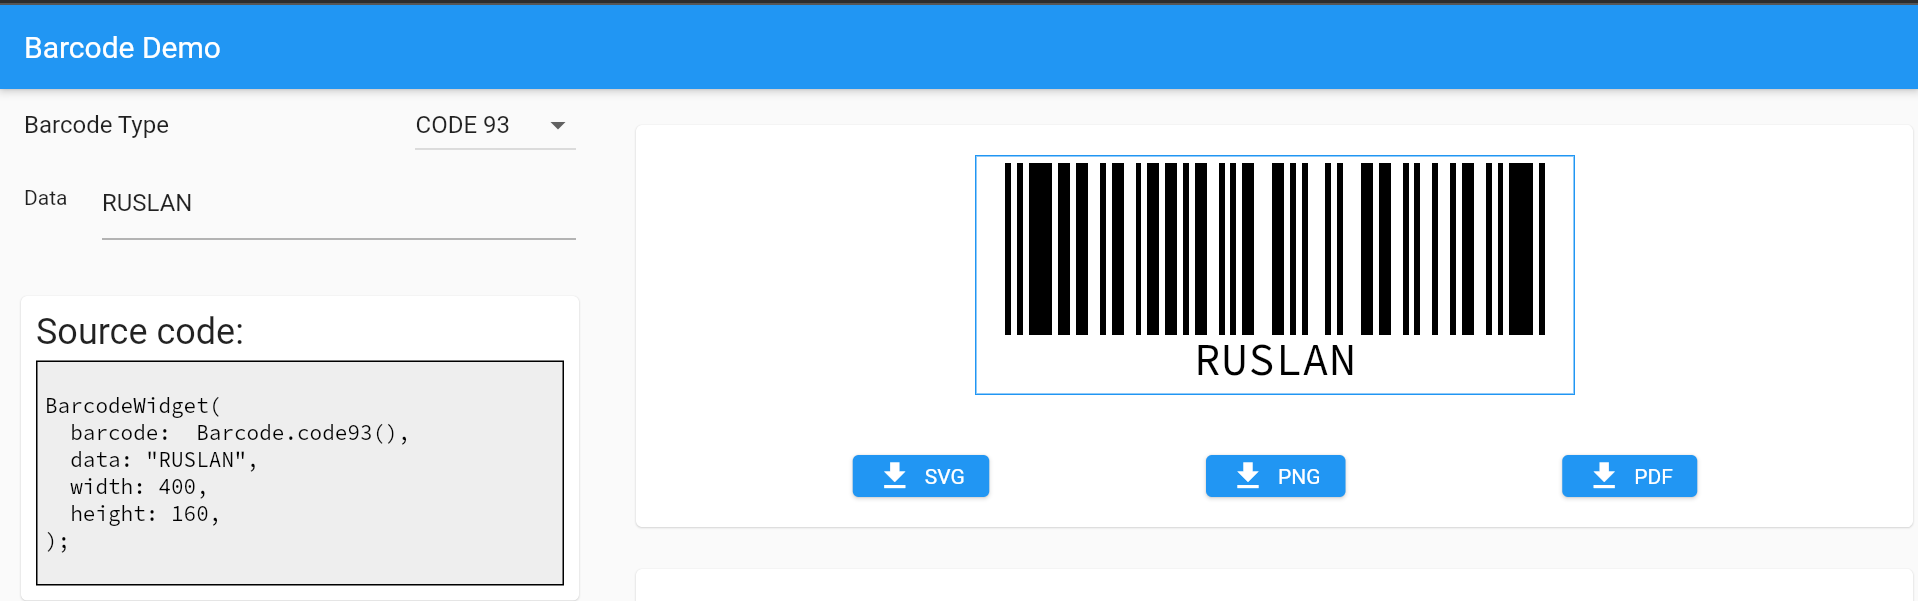 Barcode Demo
Barcode Type
CODE 93
Data
RUSLAN
Source code:
BarcodeWidget(
  barcode:  Barcode.code93(),
  data: "RUSLAN",
  width: 400,
  height: 160,
);
RUSLAN
SVG
PNG
PDF